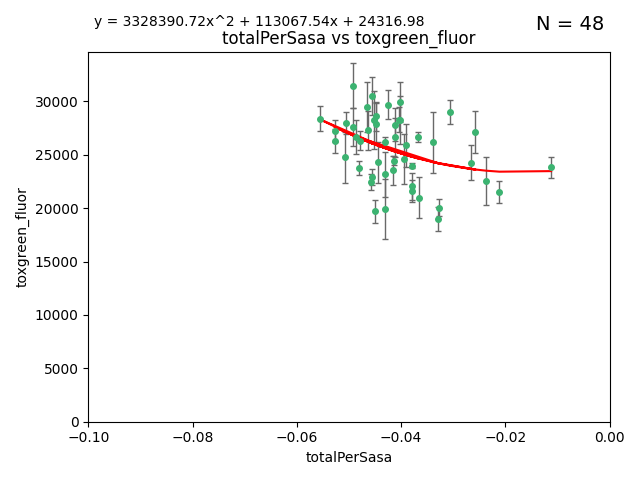 y = 3328390.72x^2 + 113067.54x + 24316.98
N = 48
totalPerSasa vs toxgreen_fluor
30000
25000
20000
15000
10000
5000
0
toxgreen_fluor
−0.10
−0.08
−0.06
−0.04
−0.02
0.00
totalPerSasa